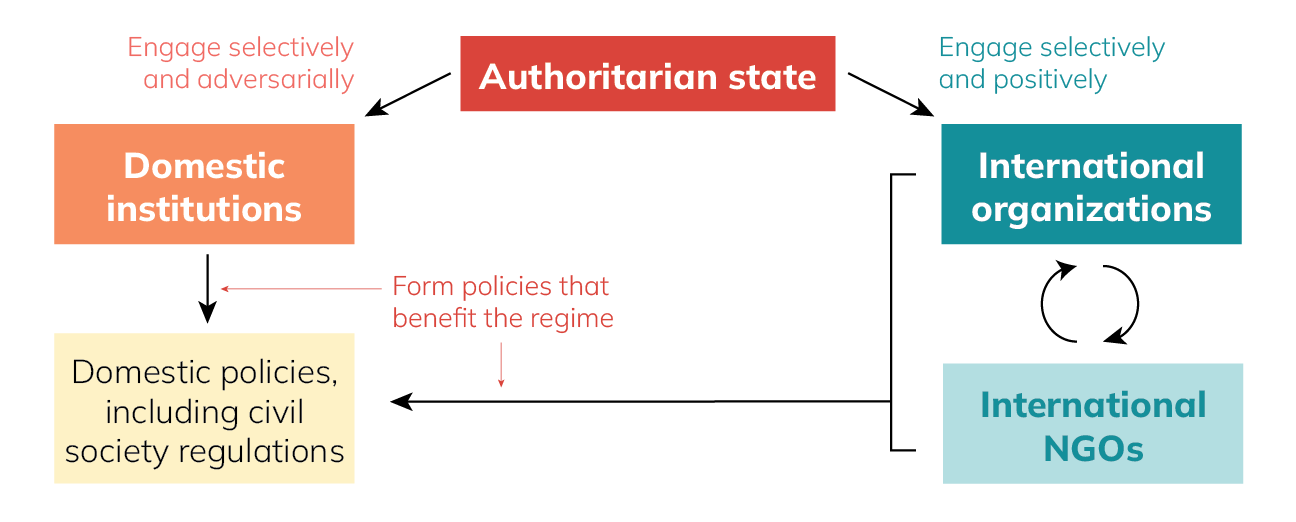 Engage selectively
and adversarially
Authoritarian state
Engage selectively
and positively
Domestic
institutions
International
organizations
Form policies that
benefit the regime
Domestic policies,
including civil
society regulations
International
NGOs